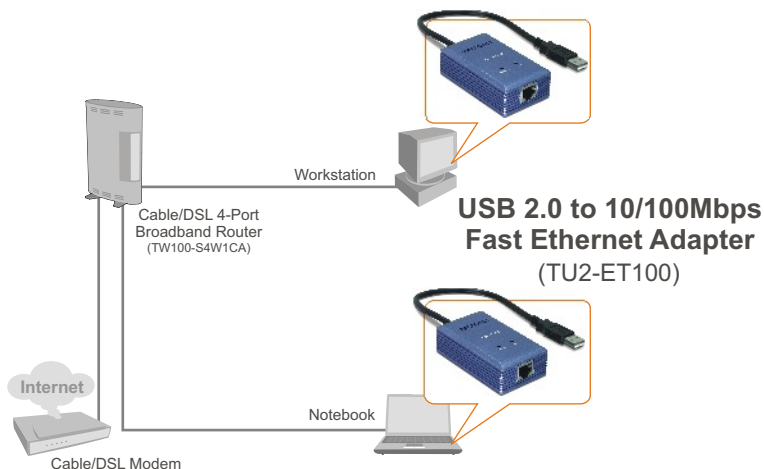 Workstation
Cable/DSL 4-Port
Broadband Router
(TW100-S4W1CA)
USB 2.0 to 10/100Mbps
Fast Ethernet Adapter
(TU2-ET100)
Internet
Notebook
Cable/DSL Modem